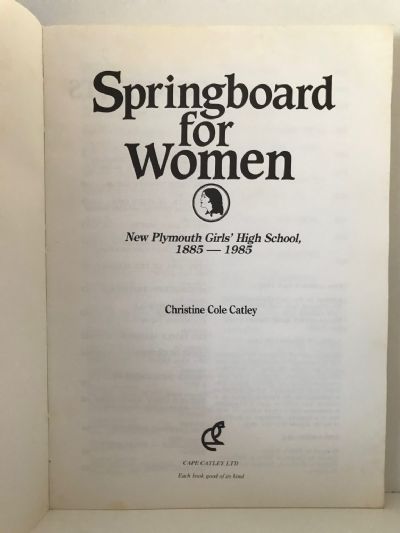 Springboard
for
Women
New Plymouth Girls' High School,
1885 — 1985
Christine Cole Catley
CAPE CATLEY LTD
Each book good of its kind